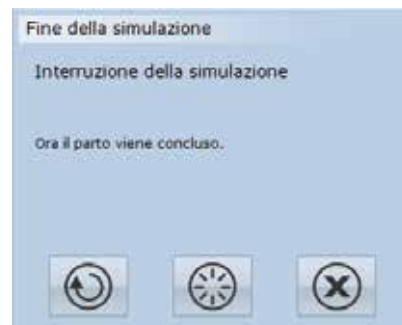 Fine della simulazione
Interruzione della simulazione
Ora il parto viene concluso.